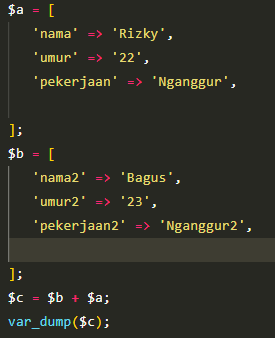 $a = [
'nama' => 'Rizky',
'umur' => '22',
'pekerjaan' => 'Nganggur',
];
$b = [
'nama2' => 'Bagus',
'umur2' => '23',
'pekerjaan2' => 'Nganggur2',
];
$c = $b + $a;
var_dump($c);